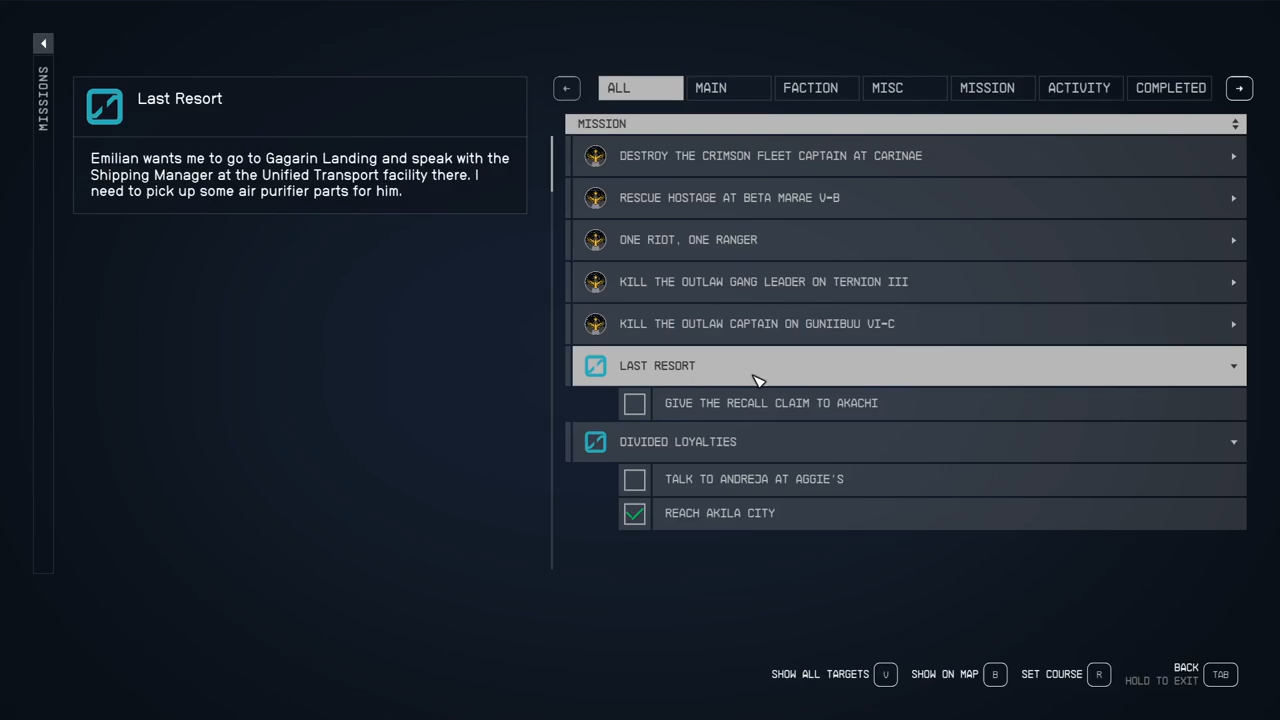 MISSIONS
Last Resort
Emilian wants me to go to Gagarin Landing and speak with the
Shipping Manager at the Unified Transport facility there. I
need to pick up some air purifier parts for him.
ALL
MAIN
FACTION
MISC
MISSION
ACTIVITY
COMPLETED
MISSION
DESTROY THE CRIMSON FLEET CAPTAIN AT CARINAE
RESCUE HOSTAGE AT BETA MARAE V-B
ONE RIOT, ONE RANGER
KILL THE OUTLAW GANG LEADER ON TERNION III
KILL THE OUTLAW CAPTAIN ON GUNIIBUU VI-C
LAST RESORT
GIVE THE RECALL CLAIM TO AKACHI
DIVIDED LOYALTIES
TALK TO ANDREJA AT AGGIE'S
REACH AKILA CITY
SHOW ALL TARGETS V
SHOW ON MAP B
SET COURSE R
BACK
HOLD TO EXIT
TAB